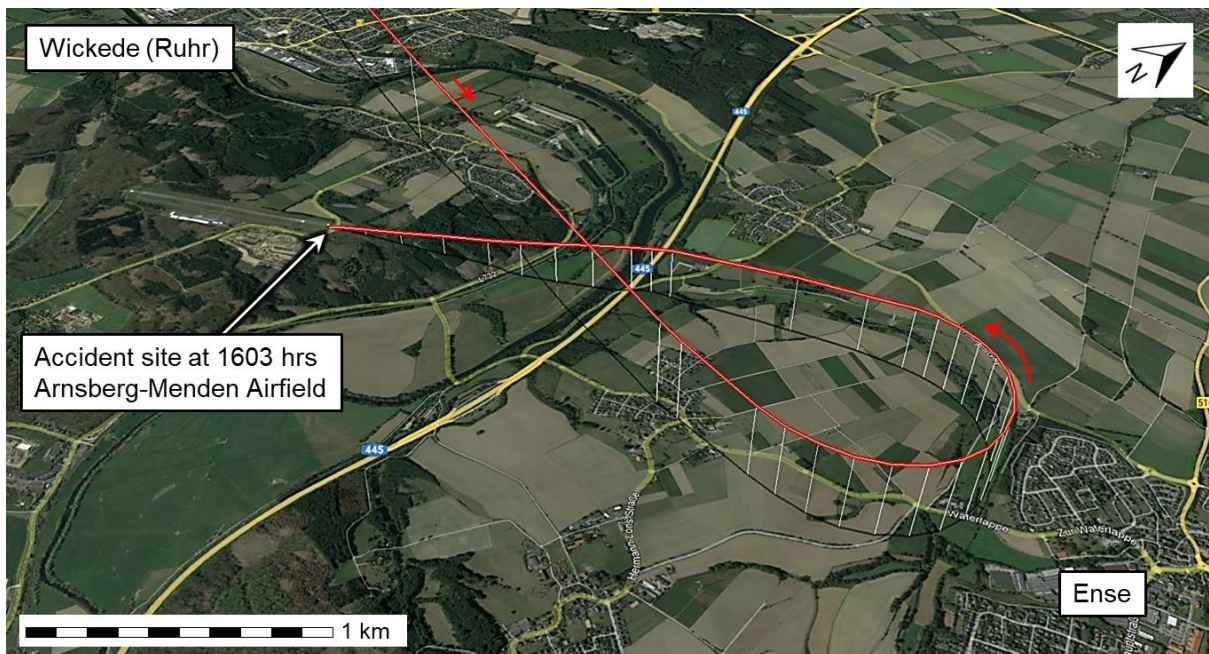 Wickede (Ruhr)
N
445
L732
445
Accident site at 1603 hrs
Arnsberg-Menden Airfield
445
Hermann-Löns-Straße
Waterlappe
Zur Waterlappe
Ense
1 km